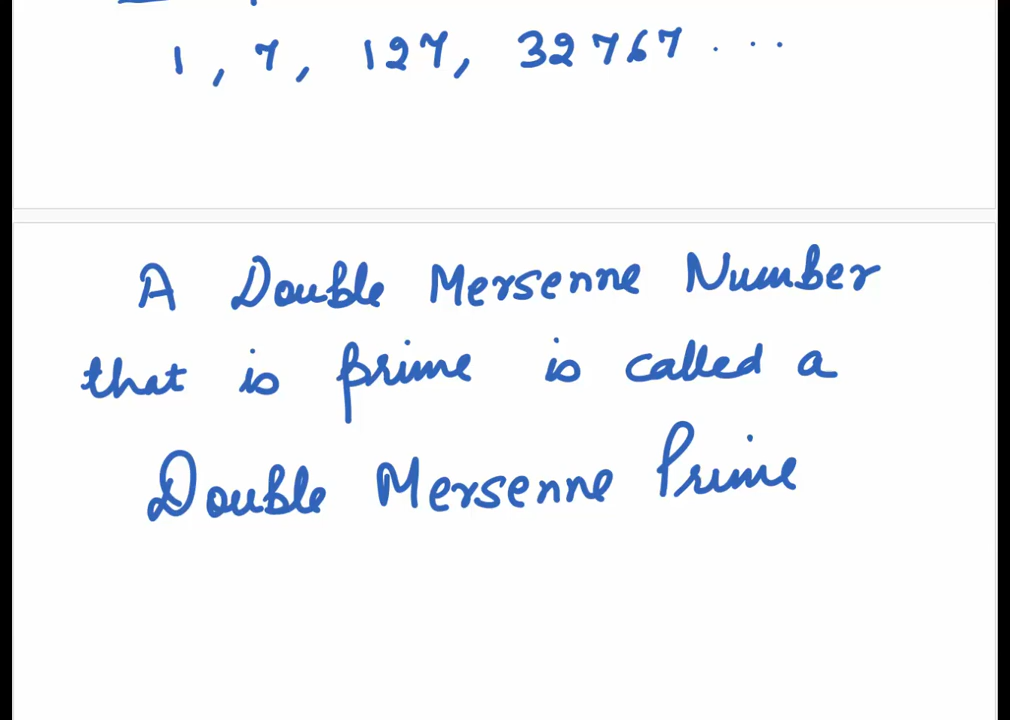 1, 7, 127, 32767...
A Double Mersenne Number
that is prime is called a
Double Mersenne Prime